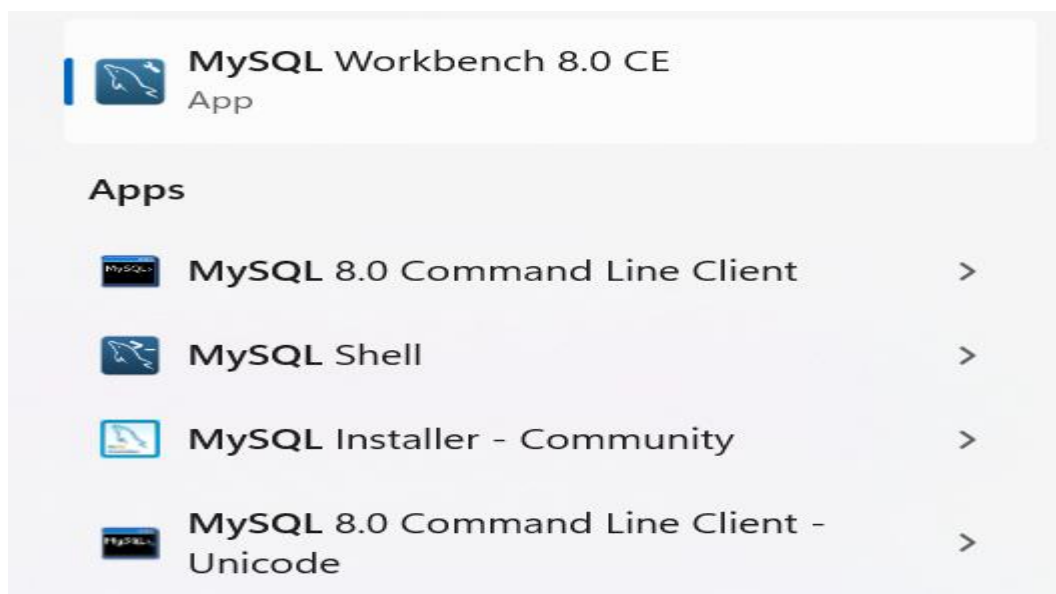 MySQL Workbench 8.0 CE
App
Apps
MySQL 8.0 Command Line Client
MySQL Shell
MySQL Installer - Community
MySQL 8.0 Command Line Client -
Unicode